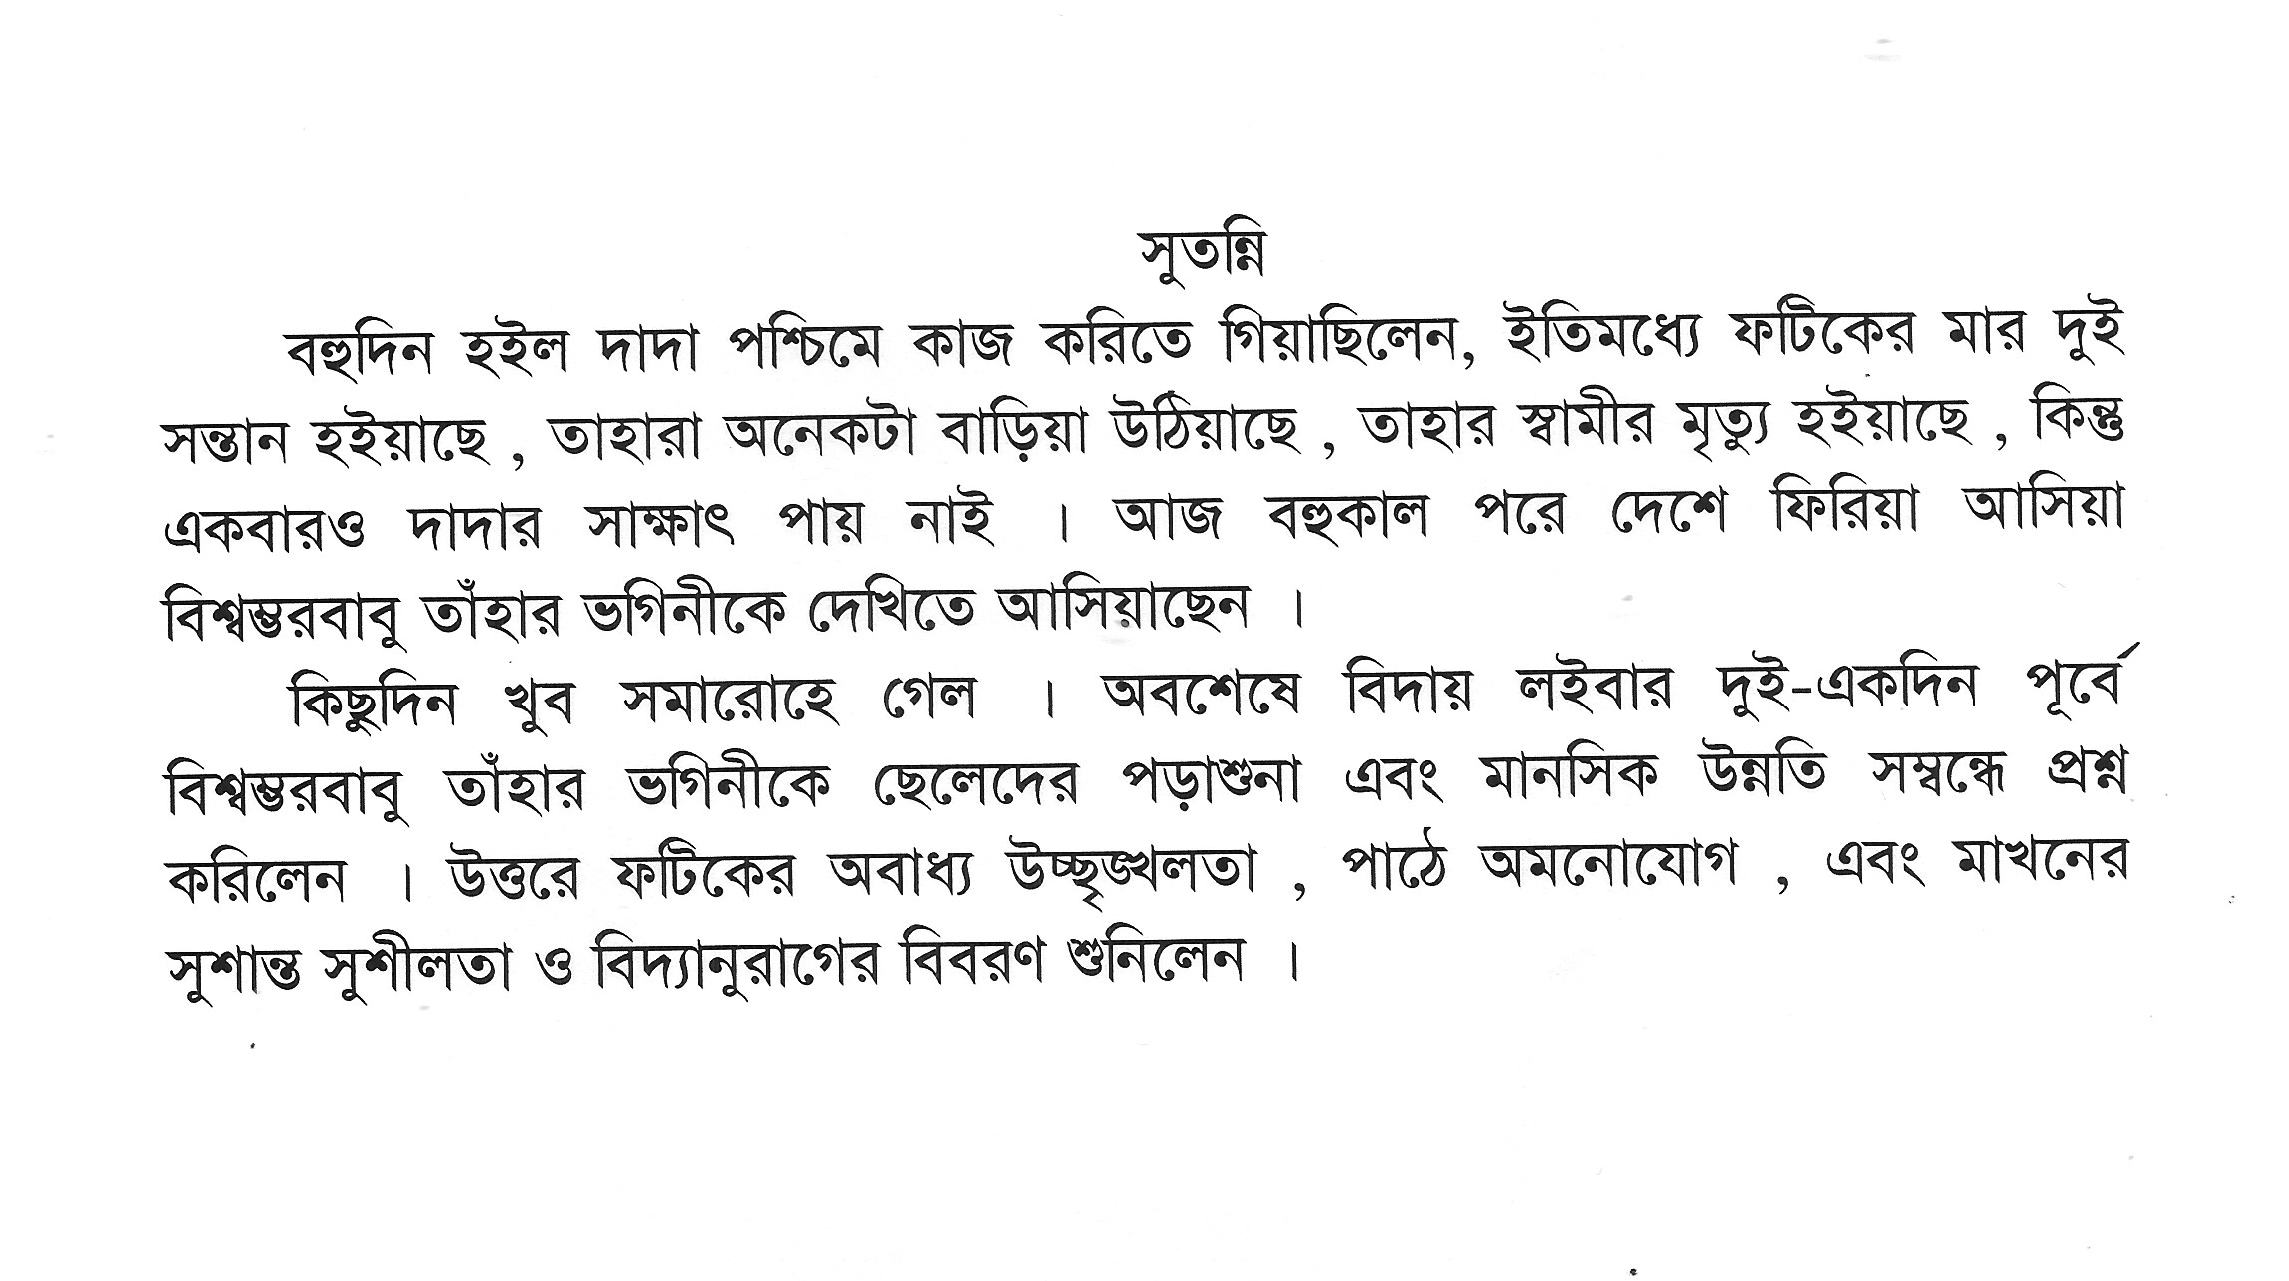 সুতন্নি
বহুদিন হইল দাদা পশ্চিমে কাজ করিতে গিয়াছিলেন, ইতিমধ্যে ফটিকের মার দুই
সন্তান হইয়াছে , তাহারা অনেকটা বাড়িয়া উঠিয়াছে , তাহার স্বামীর মৃত্যু হইয়াছে , কিন্তু
একবারও দাদার সাক্ষাৎ পায় নাই । আজ বহুকাল পরে দেশে ফিরিয়া আসিয়া
বিশ্বম্ভরবাবু তাঁহার ভগিনীকে দেখিতে আসিয়াছেন ।
কিছুদিন খুব সমারোহে গেল । অবশেষে বিদায় লইবার দুই-একদিন পূর্বে
বিশ্বম্ভরবাবু তাঁহার ভগিনীকে ছেলেদের পড়াশুনা এবং মানসিক উন্নতি সম্বন্ধে প্রশ্ন
করিলেন । উত্তরে ফটিকের অবাধ্য উচ্ছৃঙ্খলতা , পাঠে অমনোযোগ , এবং মাখনের
সুশান্ত সুশীলতা ও বিদ্যানুরাগের বিবরণ শুনিলেন ।